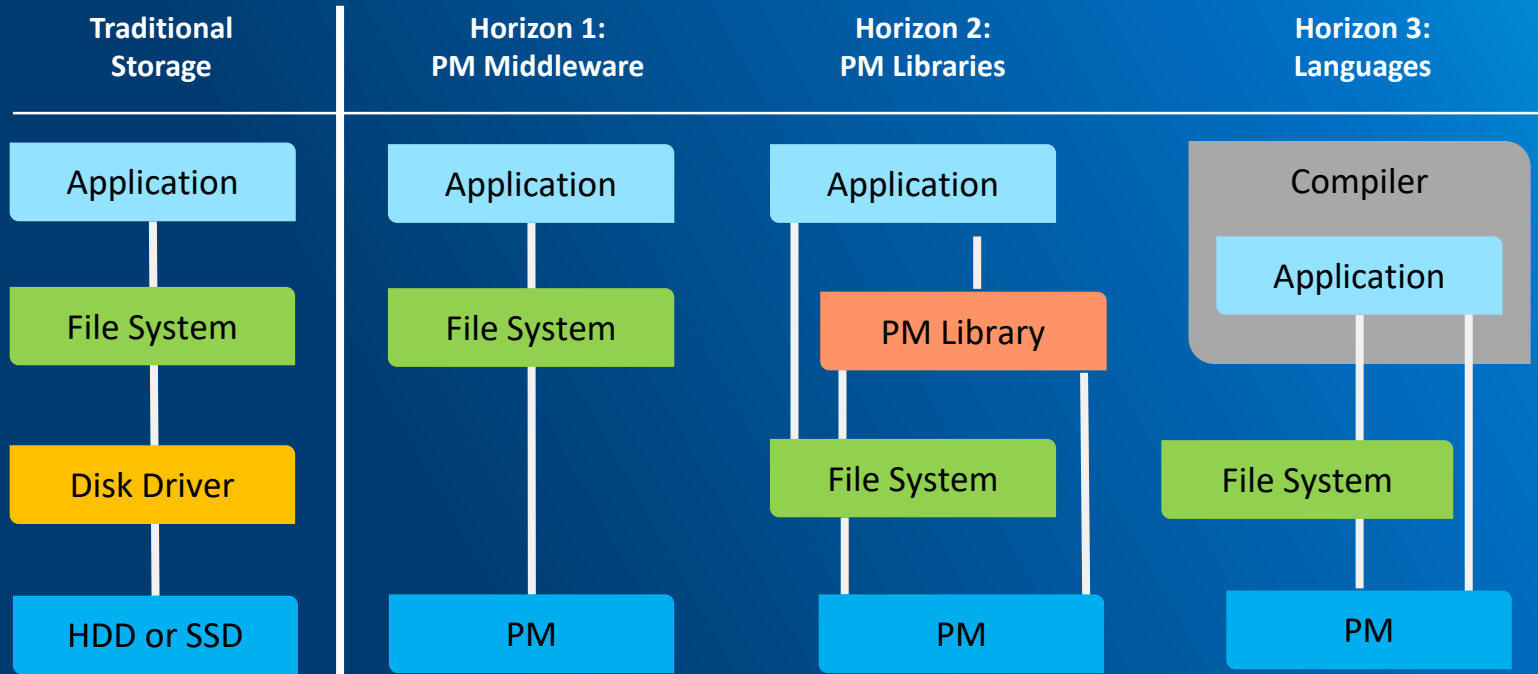 Traditional
Storage
Horizon 1:
PM Middleware
Horizon 2:
PM Libraries
Horizon 3:
Languages
Application
File System
Disk Driver
HDD or SSD
Application
File System
PM
Application
PM Library
File System
PM
Compiler
Application
File System
PM